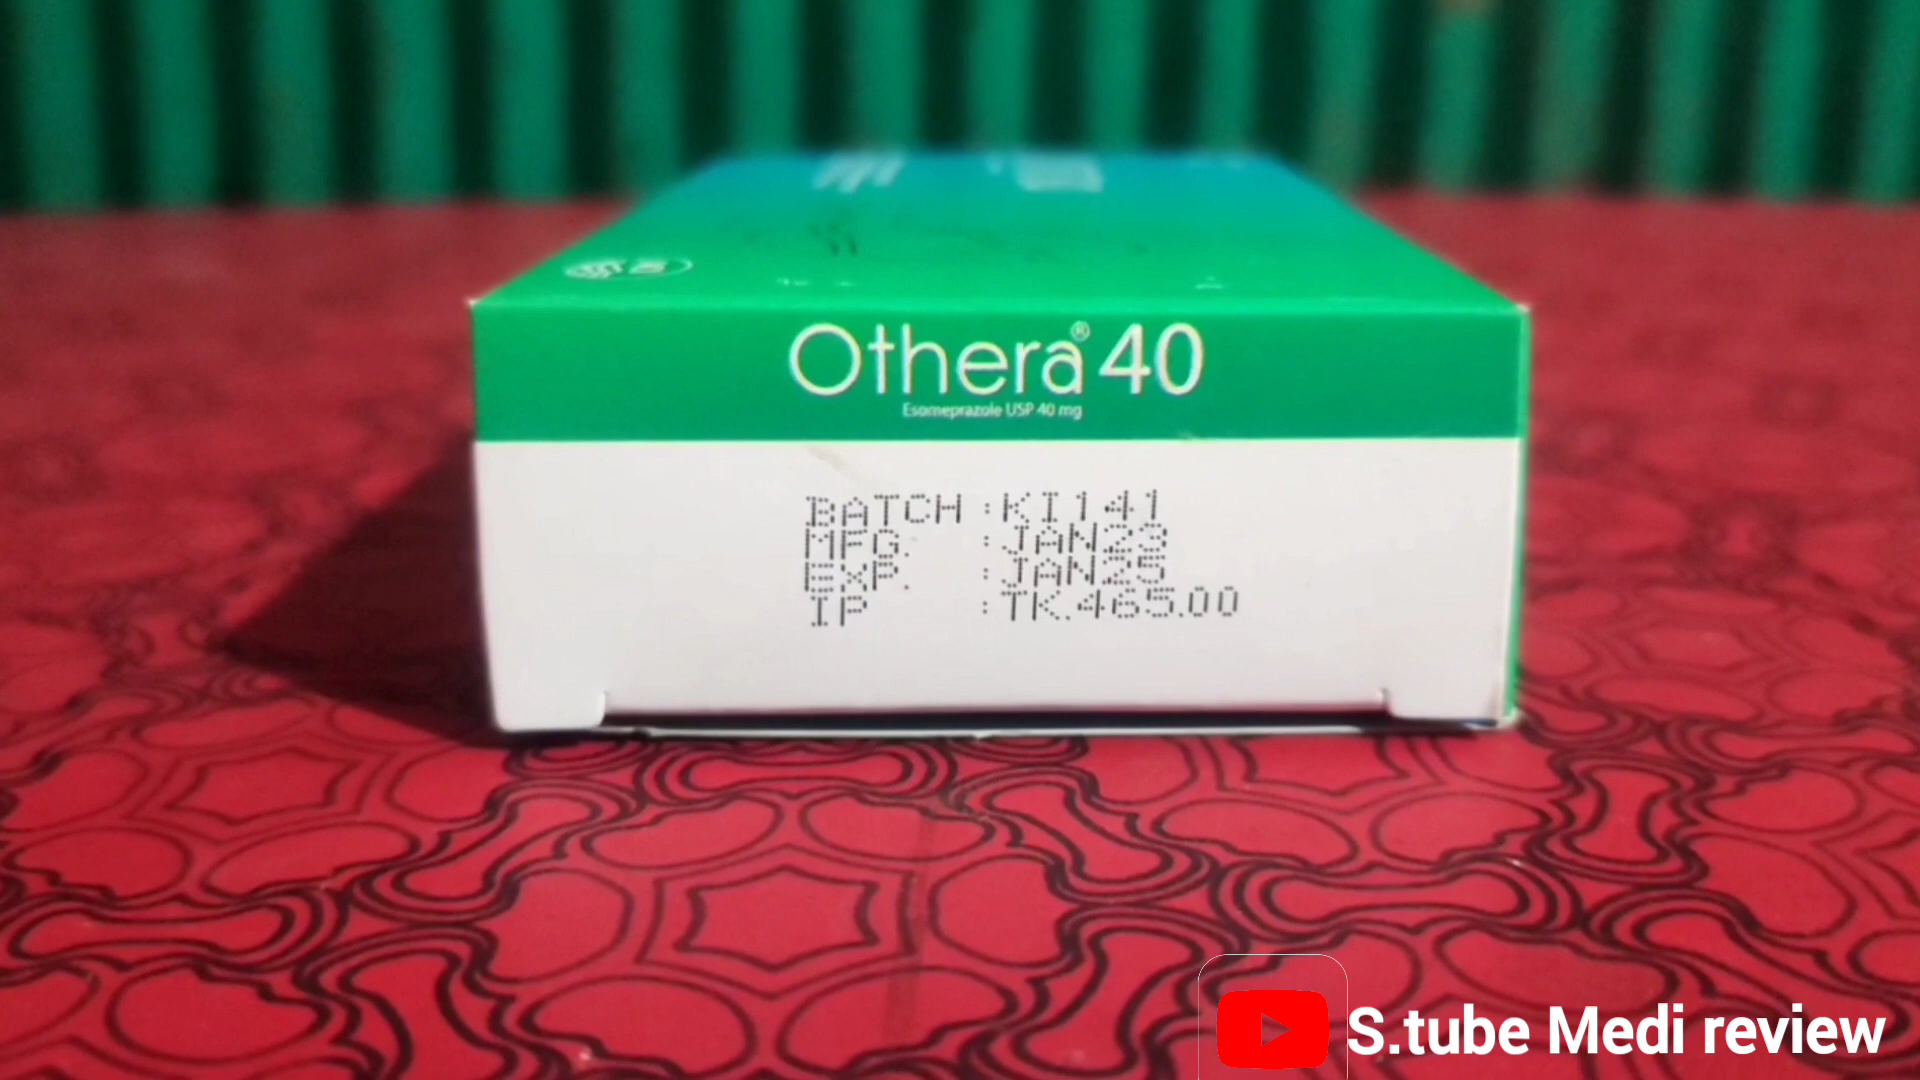 Othera® 40
Esomeprazole USP 40 mg
BATCH :KI141
MFG. :JAN23
EXP. :JAN25
IP :TK.465.00
S.tube Medi review